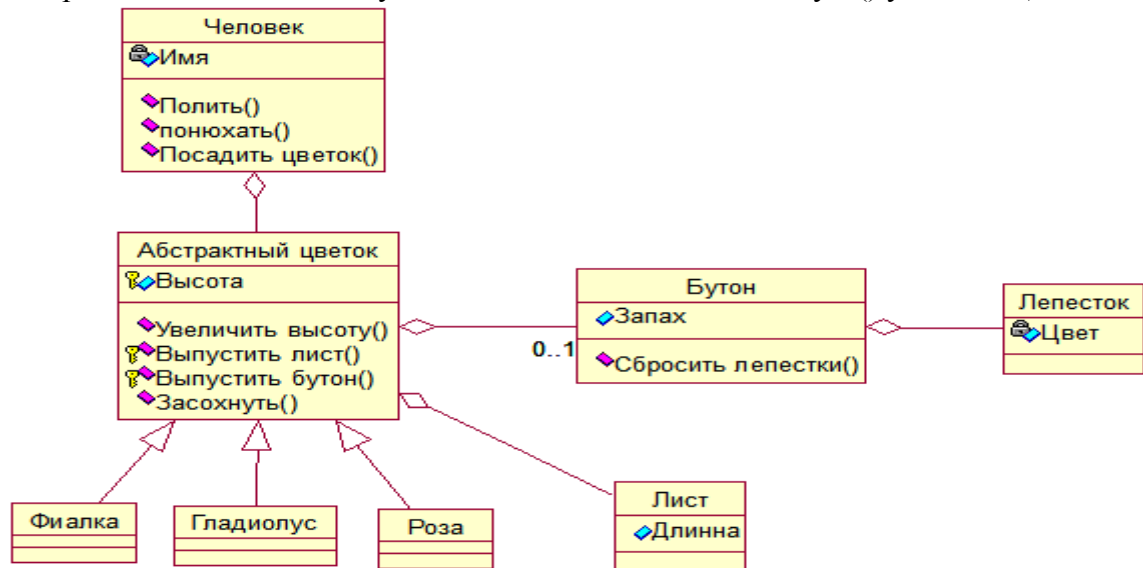 Человек
Имя
Полить()
понюхать()
Посадить цветок()
Абстрактный цветок
Высота
Увеличить высоту()
Выпустить лист()
Выпустить бутон()
Засохнуть()
0..1
Бутон
Запах
Сбросить лепестки()
Лепесток
Цвет
Фиалка
Гладиолус
Роза
Лист
Длинна